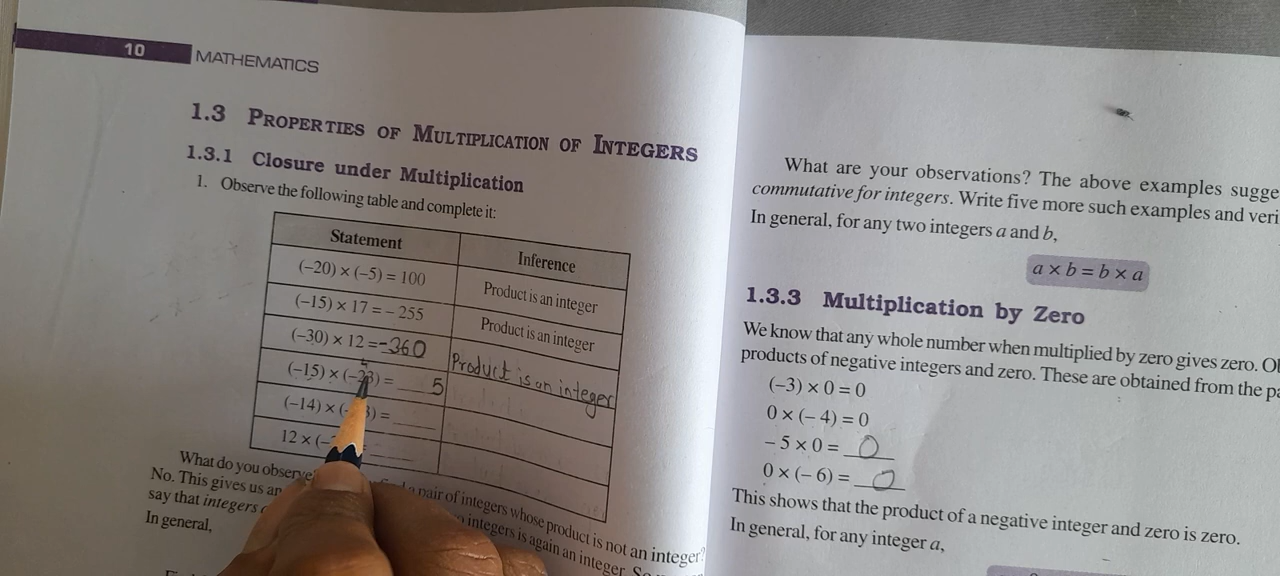 10 MATHEMATICS
1.3 PROPERTIES OF MULTIPLICATION OF INTEGERS
1.3.1 Closure under Multiplication
1. Observe the following table and complete it:
Statement Inference
(–20) × (–5) = 100 Product is an integer
(–15) × 17 = – 255 Product is an integer
(–30) × 12 = -360 Product is an integer
(–15) × (–23) = 5
(–14) × (– 3) = ____
12 × (–
What do you observe a pair of integers whose product is not an integer?
No. This gives us an integers is again an integer. So
say that integers
In general,
What are your observations? The above examples sugge
commutative for integers. Write five more such examples and veri
In general, for any two integers a and b,
a × b = b × a
1.3.3 Multiplication by Zero
We know that any whole number when multiplied by zero gives zero. O
products of negative integers and zero. These are obtained from the pa
(–3) × 0 = 0
0 × (– 4) = 0
– 5 × 0 = 0
0 × (– 6) = 0
This shows that the product of a negative integer and zero is zero.
In general, for any integer a,